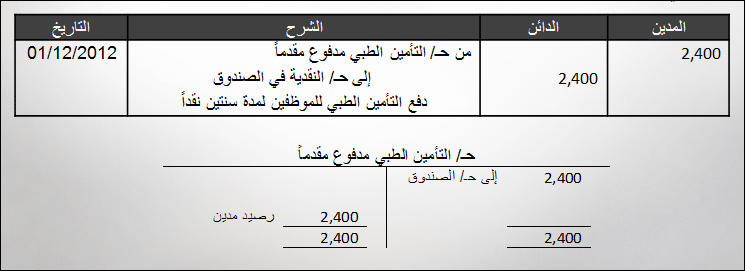 المدين الدائن الشرح التاريخ
2,400 من حـ/ التأمين الطبي مدفوع مقدماً 01/12/2012
2,400 إلى حـ/ النقدية في الصندوق
دفع التأمين الطبي للموظفين لمدة سنتين نقداً
حـ/ التأمين الطبي مدفوع مقدماً
2,400 إلى حـ/ الصندوق
2,400 رصيد مدين
2,400 2,400